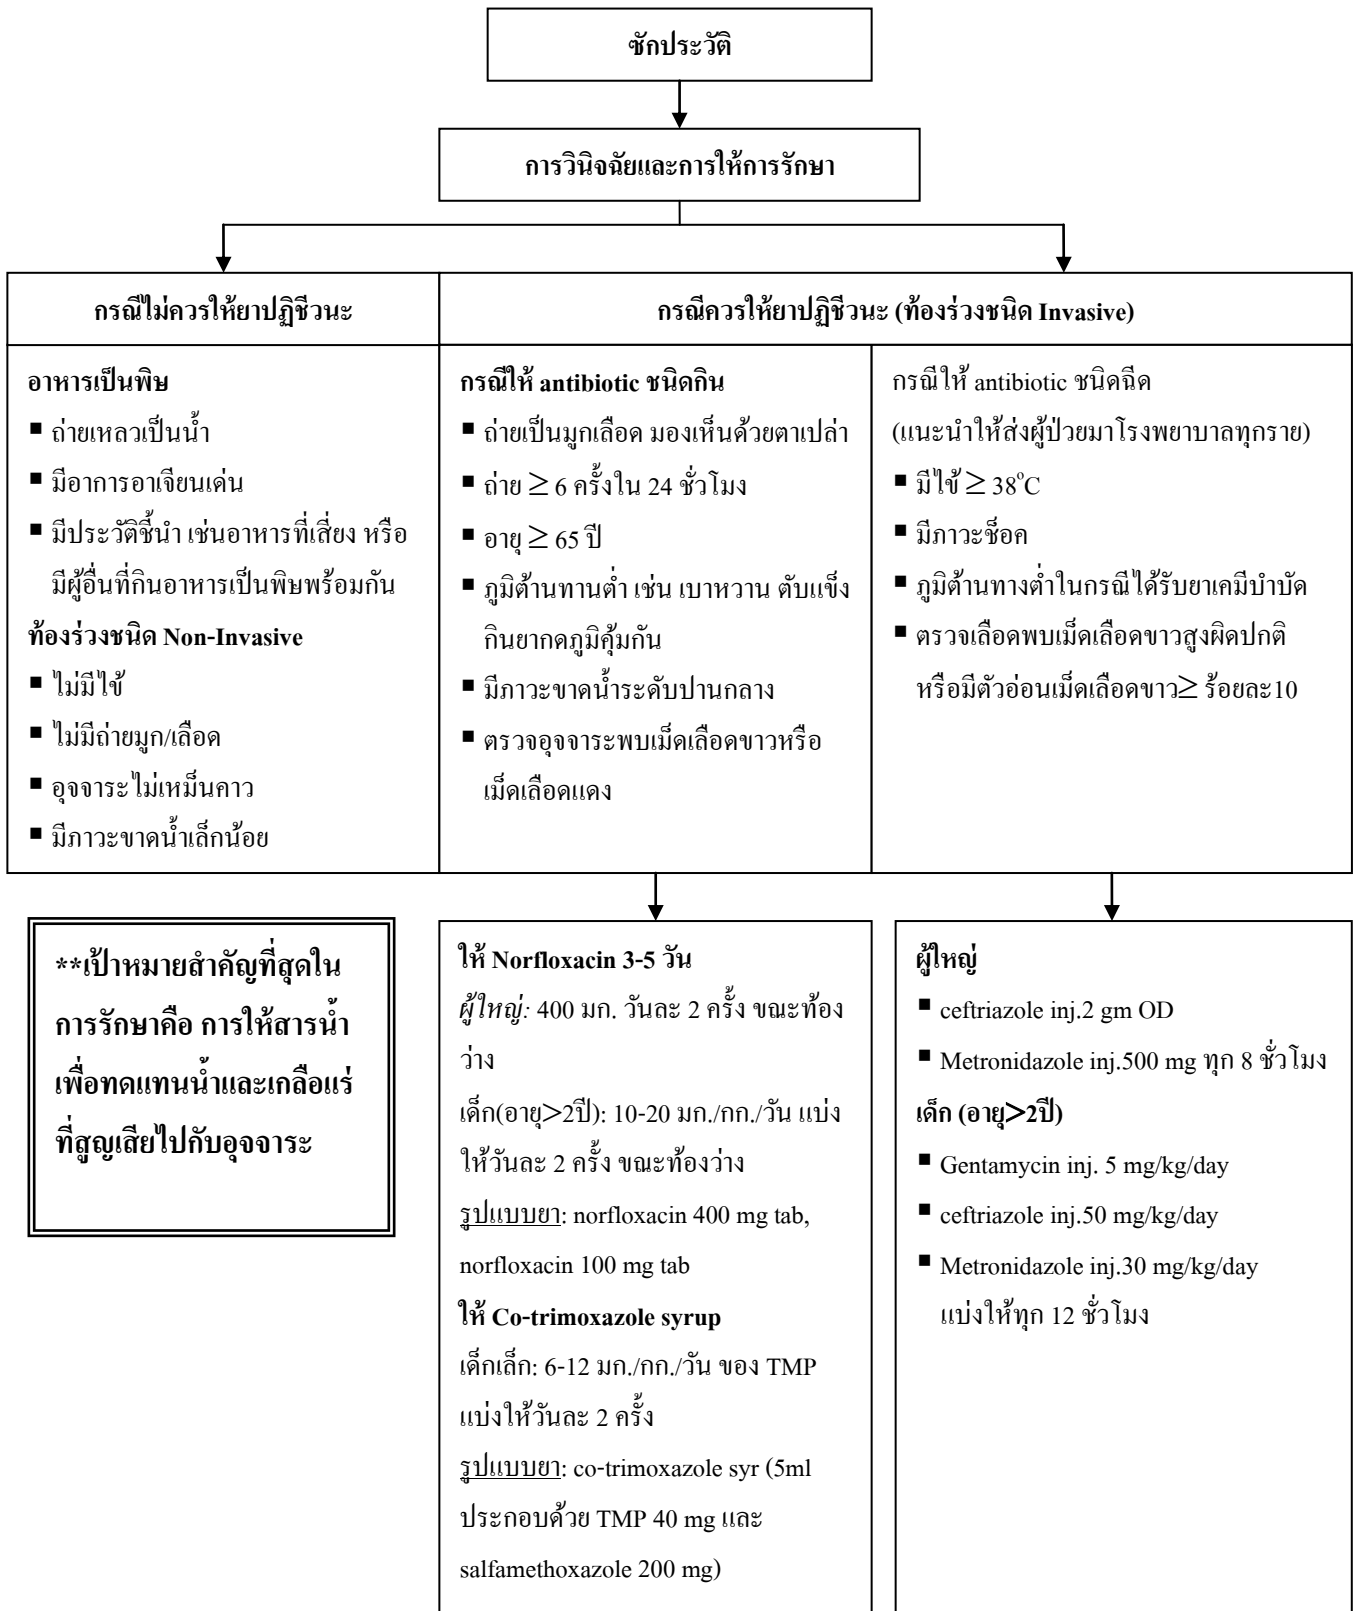 ซักประวัติ
การวินิจฉัยและการให้การรักษา
กรณีไม่ควรให้ยาปฏิชีวนะ
กรณีควรให้ยาปฏิชีวนะ (ท้องร่วงชนิด Invasive)
อาหารเป็นพิษ
▪ ถ่ายเหลวเป็นน้ำ
▪ มีอาการอาเจียนเด่น
▪ มีประวัติชี้นำ เช่นอาหารที่เสี่ยง หรือ
มีผู้อื่นที่กินอาหารเป็นพิษพร้อมกัน
ท้องร่วงชนิด Non-Invasive
▪ ไม่มีไข้
▪ ไม่มีถ่ายมูก/เลือด
▪ อุจจาระไม่เหม็นคาว
▪ มีภาวะขาดน้ำเล็กน้อย
กรณีให้ antibiotic ชนิดกิน
▪ ถ่ายเป็นมูกเลือด มองเห็นด้วยตาเปล่า
▪ ถ่าย ≥ 6 ครั้งใน 24 ชั่วโมง
▪ อายุ ≥ 65 ปี
▪ ภูมิต้านทานต่ำ เช่น เบาหวาน ตับแข็ง
กินยากดภูมิคุ้มกัน
▪ มีภาวะขาดน้ำระดับปานกลาง
▪ ตรวจอุจจาระพบเม็ดเลือดขาวหรือ
เม็ดเลือดแดง
กรณีให้ antibiotic ชนิดฉีด
(แนะนำให้ส่งผู้ป่วยมาโรงพยาบาลทุกราย)
▪ มีไข้ ≥ 38°C
▪ มีภาวะช็อค
▪ ภูมิต้านทางต่ำในกรณีได้รับยาเคมีบำบัด
▪ ตรวจเลือดพบเม็ดเลือดขาวสูงผิดปกติ
หรือมีตัวอ่อนเม็ดเลือดขาว≥ ร้อยละ10
**เป้าหมายสำคัญที่สุดใน
การรักษาคือ การให้สารน้ำ
เพื่อทดแทนน้ำและเกลือแร่
ที่สูญเสียไปกับอุจจาระ
ให้ Norfloxacin 3-5 วัน
ผู้ใหญ่: 400 มก. วันละ 2 ครั้ง ขณะท้อง
ว่าง
เด็ก(อายุ>2ปี): 10-20 มก./กก./วัน แบ่ง
ให้วันละ 2 ครั้ง ขณะท้องว่าง
รูปแบบยา: norfloxacin 400 mg tab,
norfloxacin 100 mg tab
ให้ Co-trimoxazole syrup
เด็กเล็ก: 6-12 มก./กก./วัน ของ TMP
แบ่งให้วันละ 2 ครั้ง
รูปแบบยา: co-trimoxazole syr (5ml
ประกอบด้วย TMP 40 mg และ
salfamethoxazole 200 mg)
ผู้ใหญ่
▪ ceftriazole inj.2 gm OD
▪ Metronidazole inj.500 mg ทุก 8 ชั่วโมง
เด็ก (อายุ>2ปี)
▪ Gentamycin inj. 5 mg/kg/day
▪ ceftriazole inj.50 mg/kg/day
▪ Metronidazole inj.30 mg/kg/day
แบ่งให้ทุก 12 ชั่วโมง